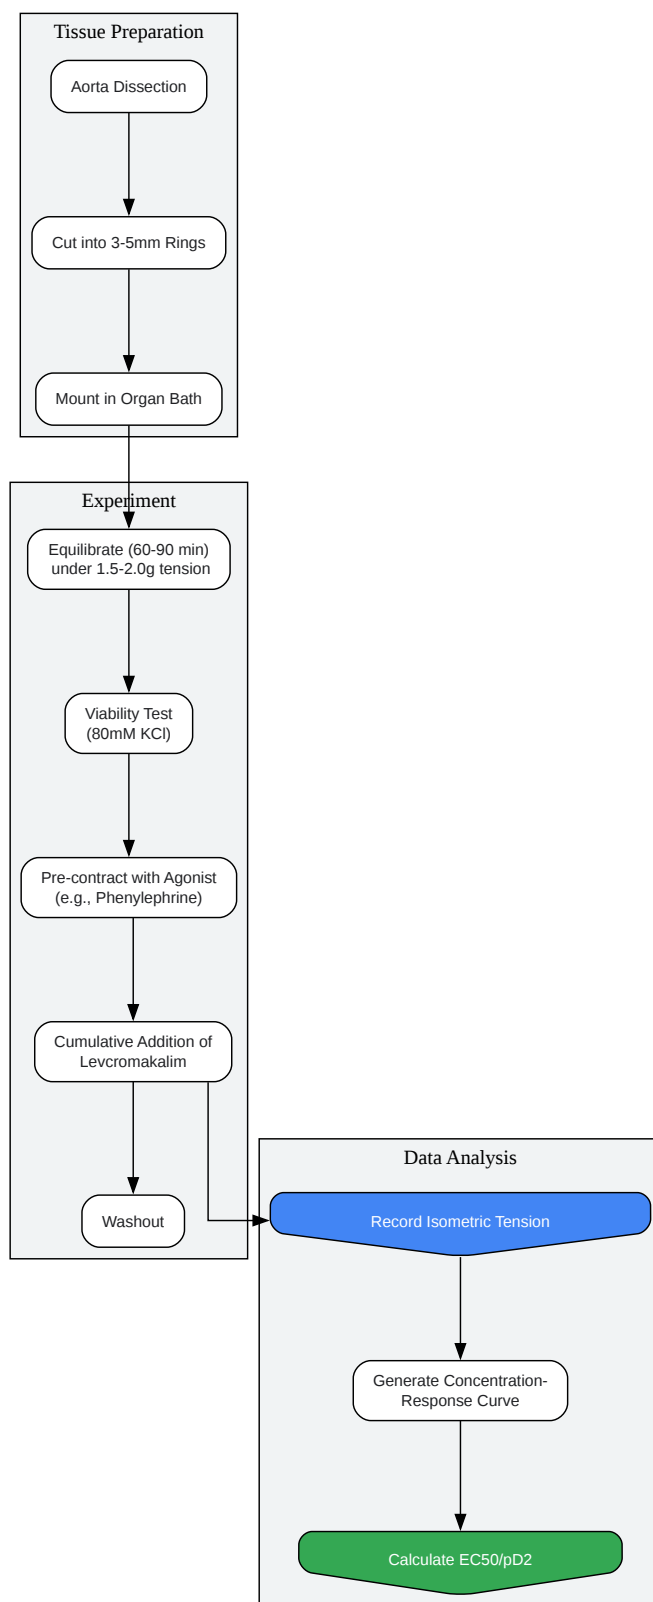 Tissue Preparation
Aorta Dissection
Cut into 3-5mm Rings
Mount in Organ Bath
Experiment
Equilibrate (60-90 min)
under 1.5-2.0g tension
Viability Test
(80mM KCl)
Pre-contract with Agonist
(e.g., Phenylephrine)
Cumulative Addition of
Levcromakalim
Washout
Data Analysis
Record Isometric Tension
Generate Concentration-
Response Curve
Calculate EC50/pD2